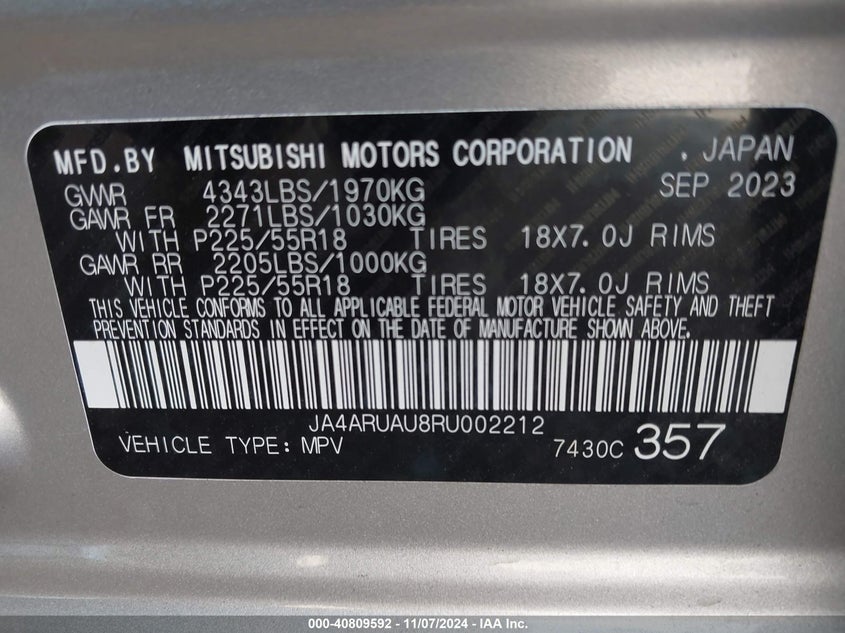 MFD.BY MITSUBISHI MOTORS CORPORATION . JAPAN
GVWR 4343LBS/1970KG SEP 2023
GAWR FR 2271LBS/1030KG
WITH P225/55R18 TIRES 18X7.0J RIMS
GAWR RR 2205LBS/1000KG
WITH P225/55R18 TIRES 18X7.0J RIMS
THIS VEHICLE CONFORMS TO ALL APPLICABLE FEDERAL MOTOR VEHICLE SAFETY AND THEFT
PREVENTION STANDARDS IN EFFECT ON THE DATE OF MANUFACTURE SHOWN ABOVE.
JA4ARUAU8RU002212
VEHICLE TYPE: MPV 7430C 357
000-40809592 - 11/07/2024 - IAA Inc.